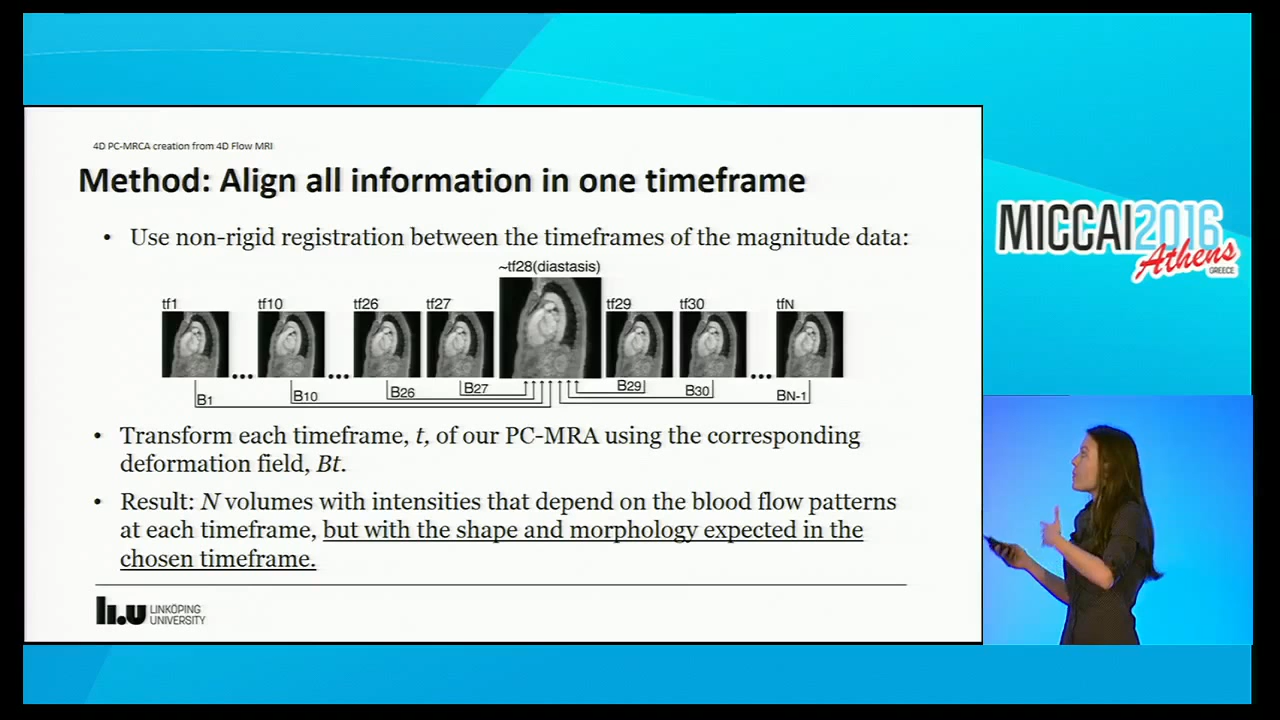 4D PC-MRCA creation from 4D Flow MRI
Method: Align all information in one timeframe
• Use non-rigid registration between the timeframes of the magnitude data:
~tf28(diastasis)
tf1 tf10 tf26 tf27 tf29 tf30 tfN
... ... ...
B1 B10 B26 B27 B29 B30 BN-1
• Transform each timeframe, t, of our PC-MRA using the corresponding
deformation field, Bt.
• Result: N volumes with intensities that depend on the blood flow patterns
at each timeframe, but with the shape and morphology expected in the
chosen timeframe.
li.u LINKÖPING
UNIVERSITY
MICCAI2016
Athens
GREECE